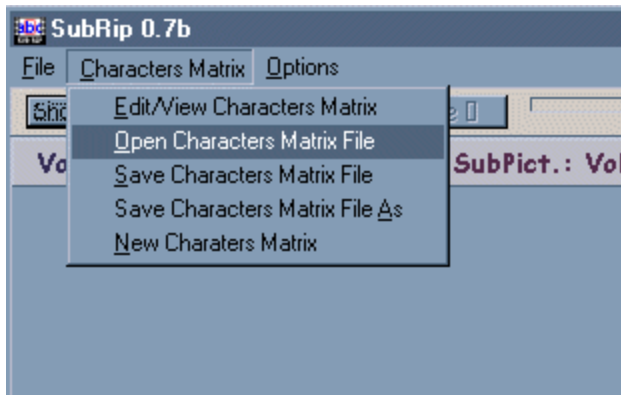 SubRip 0.7b
File Characters Matrix Options
Edit/View Characters Matrix
Open Characters Matrix File
Save Characters Matrix File
Save Characters Matrix File As
New Charaters Matrix
SubPict.: